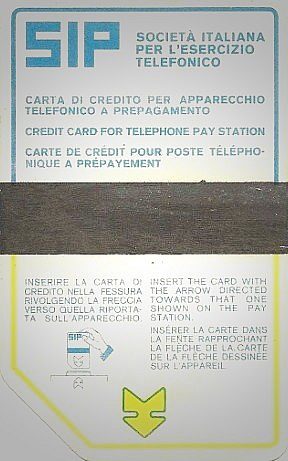 SIP
SOCIETÀ ITALIANA
PER L'ESERCIZIO
TELEFONICO
CARTA DI CREDITO PER APPARECCHIO
TELEFONICO A PREPAGAMENTO
CREDIT CARD FOR TELEPHONE PAY STATION
CARTE DE CRÉDIT POUR POSTE TÉLÉPHO-
NIQUE A PRÉPAYEMENT
INSERIRE LA CARTA DI
CREDITO NELLA FESSURA
RIVOLGENDO LA FRECCIA
VERSO QUELLA RIPORTA-
TA SULL'APPARECCHIO.
INSERT THE CARD WITH
THE ARROW DIRECTED
TOWARDS THAT ONE
SHOWN ON THE PAY
STATION.
INSÉRER LA CARTE DANS
LA FENTE RAPPROCHANT
LA FLÈCHE DE LA CARTE
DE LA FLÈCHE DESSINÉE
SUR L'APPAREIL.
SIP